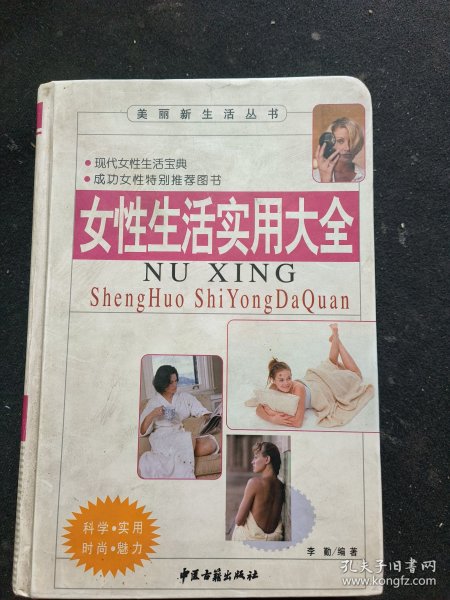 美丽新生活丛书
●现代女性生活宝典
●成功女性特别推荐图书
女性生活实用大全
NU XING
ShengHuo ShiYongDaQuan
科学·实用
时尚·魅力
李 勤/编著
中医古籍出版社
孔夫子旧书网
www.kongfz.com